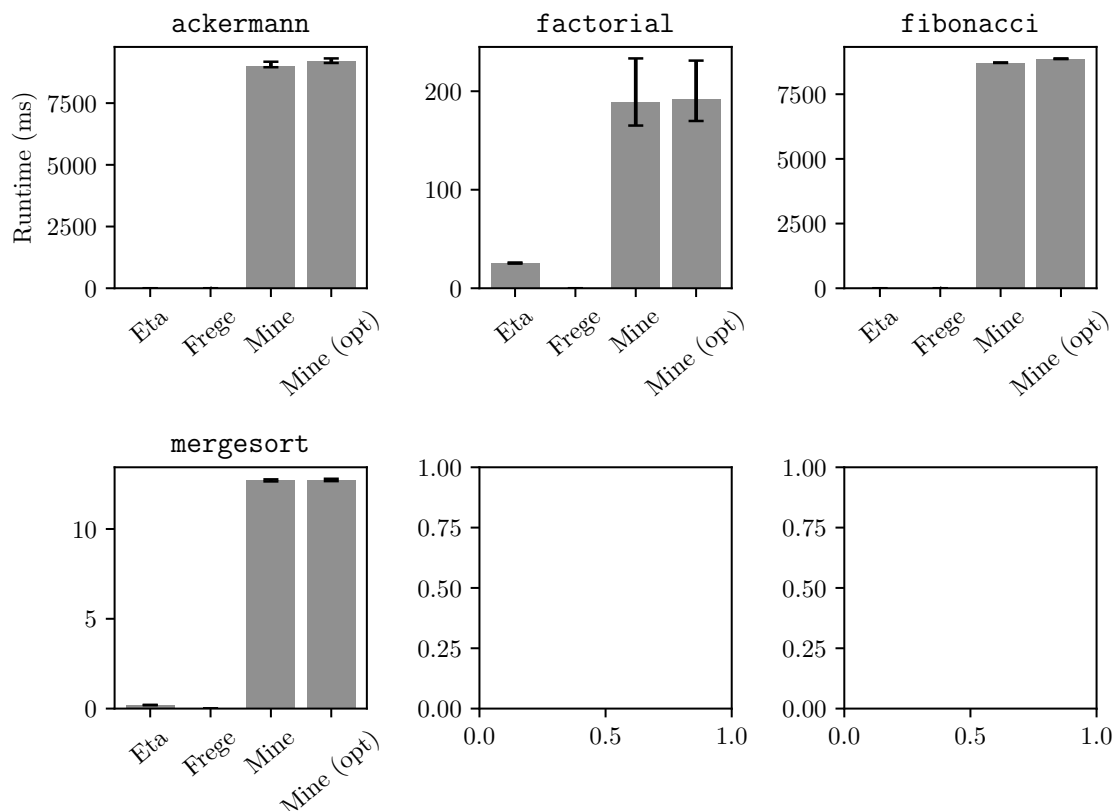 ackermann
Runtime (ms)
7500
5000
2500
0
Eta
Frege
Mine
Mine (opt)
factorial
200
100
0
Eta
Frege
Mine
Mine (opt)
fibonacci
7500
5000
2500
0
Eta
Frege
Mine
Mine (opt)
mergesort
10
5
0
Eta
Frege
Mine
Mine (opt)
1.00
0.75
0.50
0.25
0.00
0.0
0.5
1.0
1.00
0.75
0.50
0.25
0.00
0.0
0.5
1.0